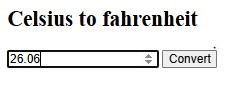 Celsius to fahrenheit
26.06 Convert